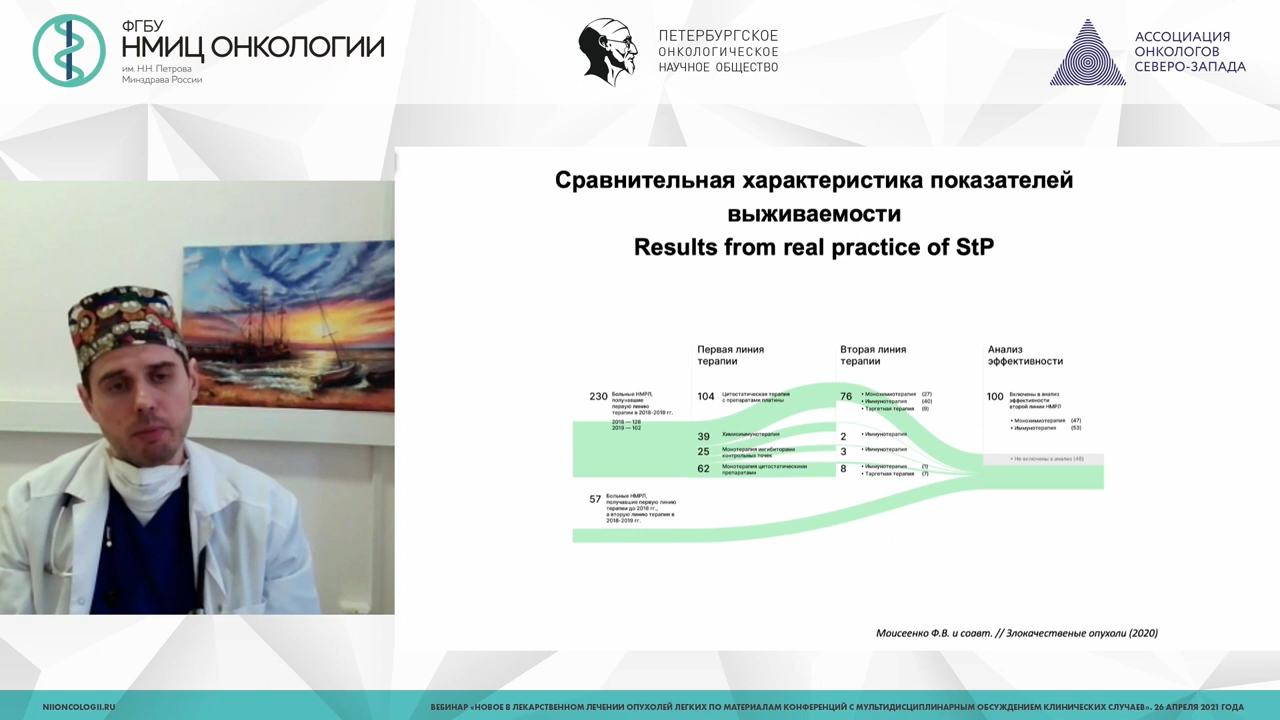 ФГБУ
НМИЦ ОНКОЛОГИИ
им. Н.Н. Петрова
Минздрава России
ПЕТЕРБУРГСКОЕ
ОНКОЛОГИЧЕСКОЕ
НАУЧНОЕ ОБЩЕСТВО
АССОЦИАЦИЯ
ОНКОЛОГОВ
СЕВЕРО-ЗАПАДА
Сравнительная характеристика показателей
выживаемости
Results from real practice of StP
Первая линия
терапии
Вторая линия
терапии
Анализ
эффективности
230 Больные НМРЛ,
получавшие
первую линию
терапии в 2018-2019 гг.
2018 — 128
2019 — 102
104 Цитостатическая терапия
с препаратами платины
39 Химиоиммунотерапия
25 Монотерапия ингибиторами
контрольных точек
62 Монотерапия цитостатическими
препаратами
76 • Монохимиотерапия (27)
• Иммунотерапия (40)
• Таргетная терапия (9)
2 • Иммунотерапия
3 • Иммунотерапия
8 • Иммунотерапия (1)
• Таргетная терапия (7)
100 Включены в анализ
эффективности
второй линии НМРЛ
• Монохимиотерапия (47)
• Иммунотерапия (53)
• Не включены в анализ (46)
57 Больные НМРЛ,
получавшие первую линию
терапии до 2018 гг.,
а вторую линию терапии в
2018-2019 гг.
Моисеенко Ф.В. и соавт. // Злокачественые опухоли (2020)
NIIONCOLOGII.RU
ВЕБИНАР «НОВОЕ В ЛЕКАРСТВЕННОМ ЛЕЧЕНИИ ОПУХОЛЕЙ ЛЕГКИХ ПО МАТЕРИАЛАМ КОНФЕРЕНЦИЙ С МУЛЬТИДИСЦИПЛИНАРНЫМ ОБСУЖДЕНИЕМ КЛИНИЧЕСКИХ СЛУЧАЕВ». 26 АПРЕЛЯ 2021 ГОДА